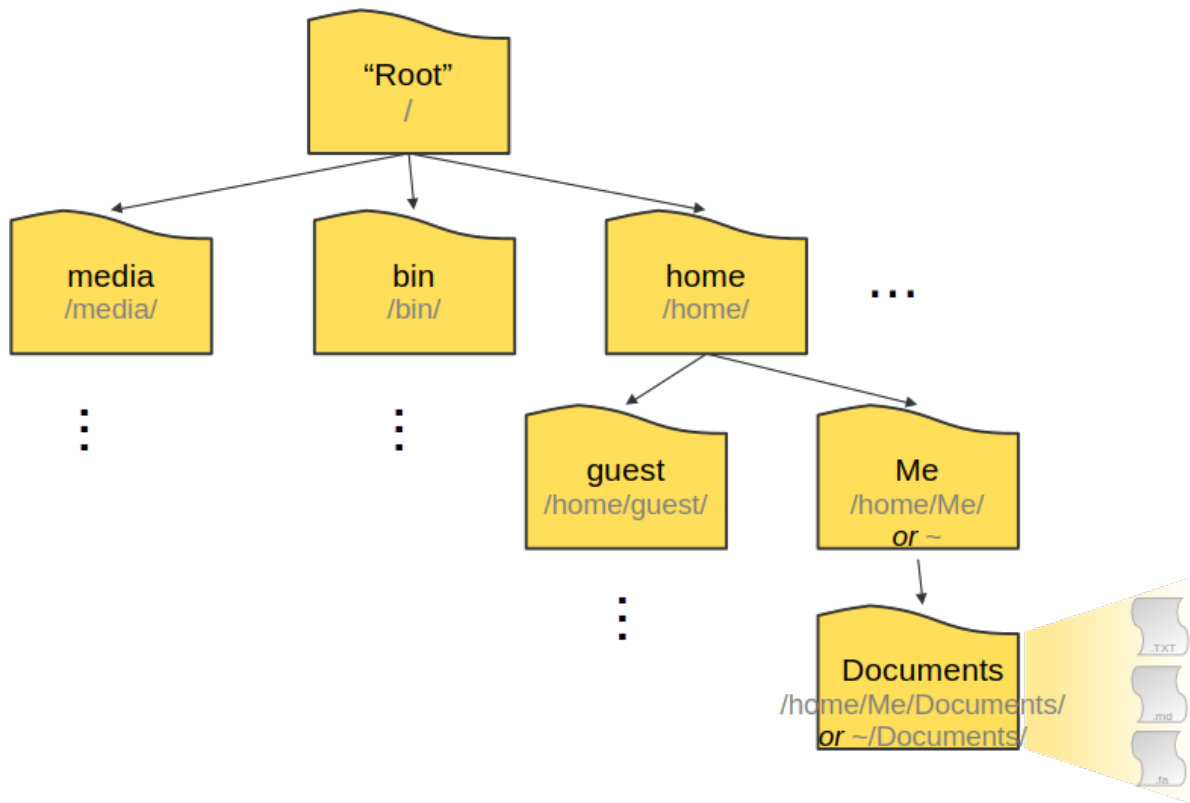 “Root”
/
media
/media/
bin
/bin/
home
/home/
...
guest
/home/guest/
Me
/home/Me/
or ~
Documents
/home/Me/Documents/
or ~/Documents/
.TXT
.md
.fa